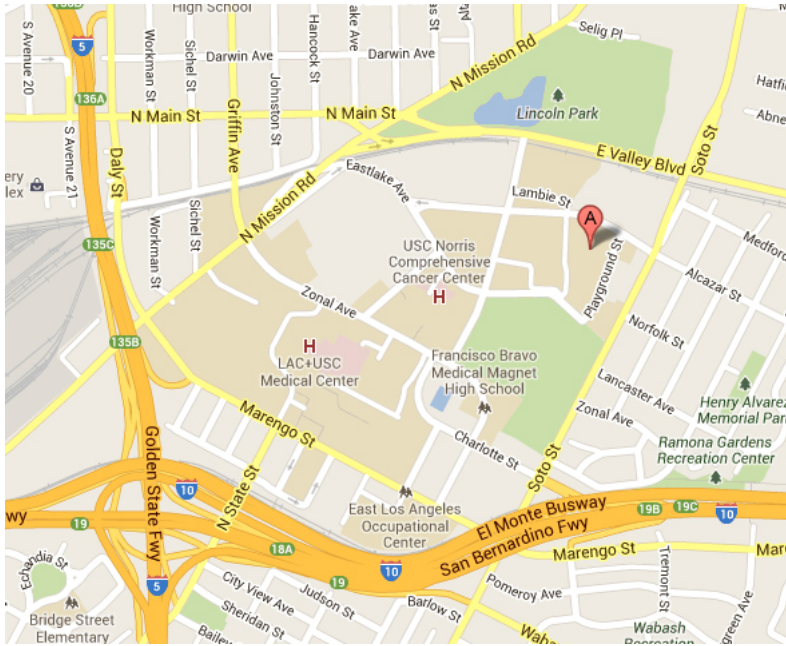 High School
5
136A
S Avenue 20
Workman St
Sichel St
Darwin Ave
Hancock St
Johnston St
Lake Ave
Darwin Ave
N Mission Rd
Selig Pl
Lincoln Park
N Main St
N Main St
S Avenue 21
Daly St
Griffin Ave
E Valley Blvd
Soto St
Eastlake Ave
Lambie St
A
N Mission Rd
Workman St
Sichel St
135C
USC Norris
Comprehensive
Cancer Center
H
Playground St
Alcazar St
Zonal Ave
135B
H
LAC+USC
Medical Center
Francisco Bravo
Medical Magnet
High School
Norfolk St
Lancaster Ave
Zonal Ave
Henry Alvarez
Memorial Park
Ramona Gardens
Recreation Center
Marengo St
Charlotte St
Soto St
Golden State Fwy
N State St
10
19
18A
19
10
East Los Angeles
Occupational
Center
El Monte Busway
San Bernardino Fwy
19B
19C
10
Marengo St
Echandia St
5
Bridge Street
Elementary
City View Ave
Sheridan St
Judson St
Barlow St
Pomeroy Ave
Tremont St
Wabash
Recreation